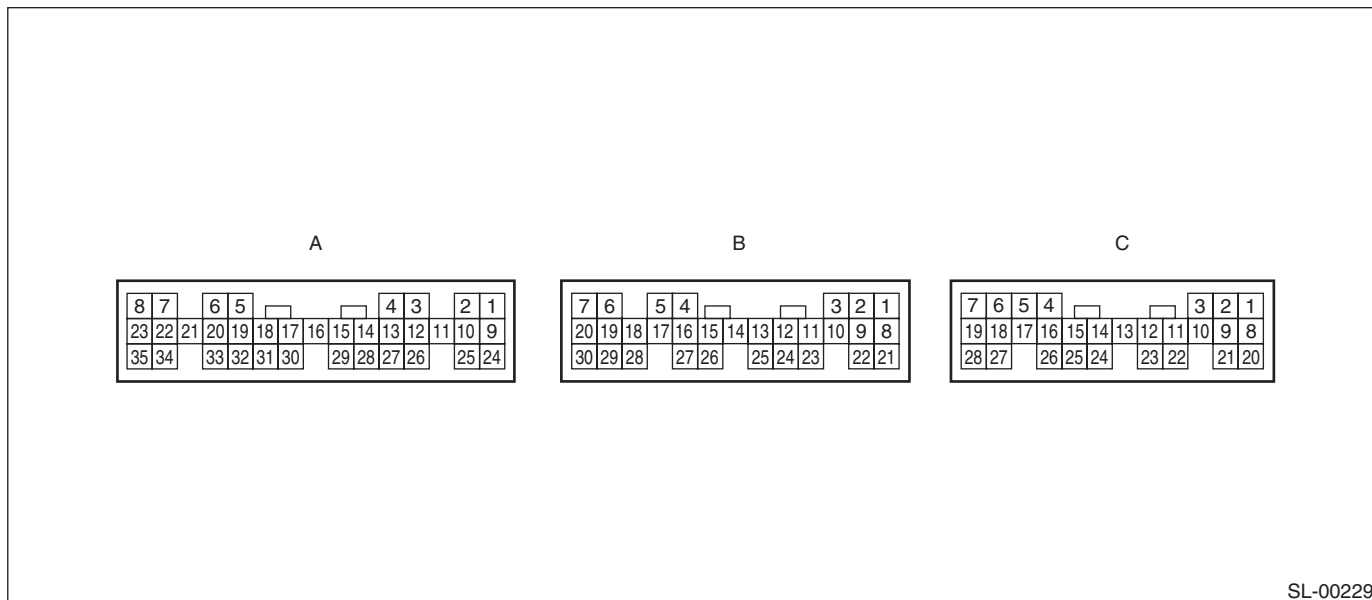 A B C
8 7 6 5 4 3 2 1
23 22 21 20 19 18 17 16 15 14 13 12 11 10 9
35 34 33 32 31 30 29 28 27 26 25 24
7 6 5 4 3 2 1
20 19 18 17 16 15 14 13 12 11 10 9 8
30 29 28 27 26 25 24 23 22 21
7 6 5 4 3 2 1
19 18 17 16 15 14 13 12 11 10 9 8
28 27 26 25 24 23 22 21 20
SL-00229